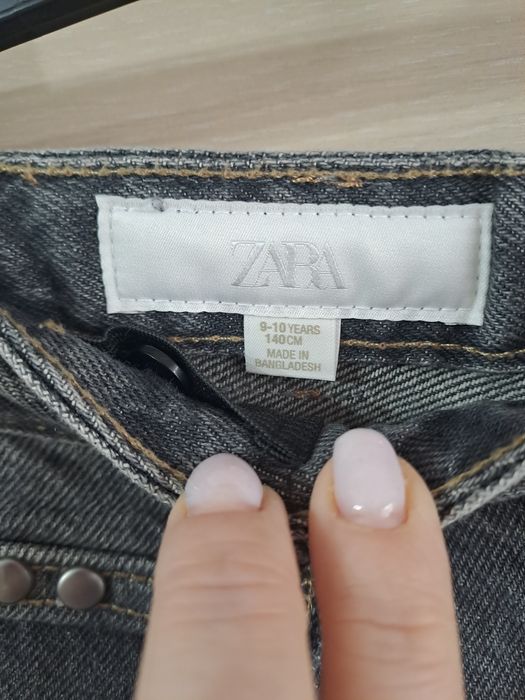 ZARA
9-10 YEARS
140CM
MADE IN
BANGLADESH